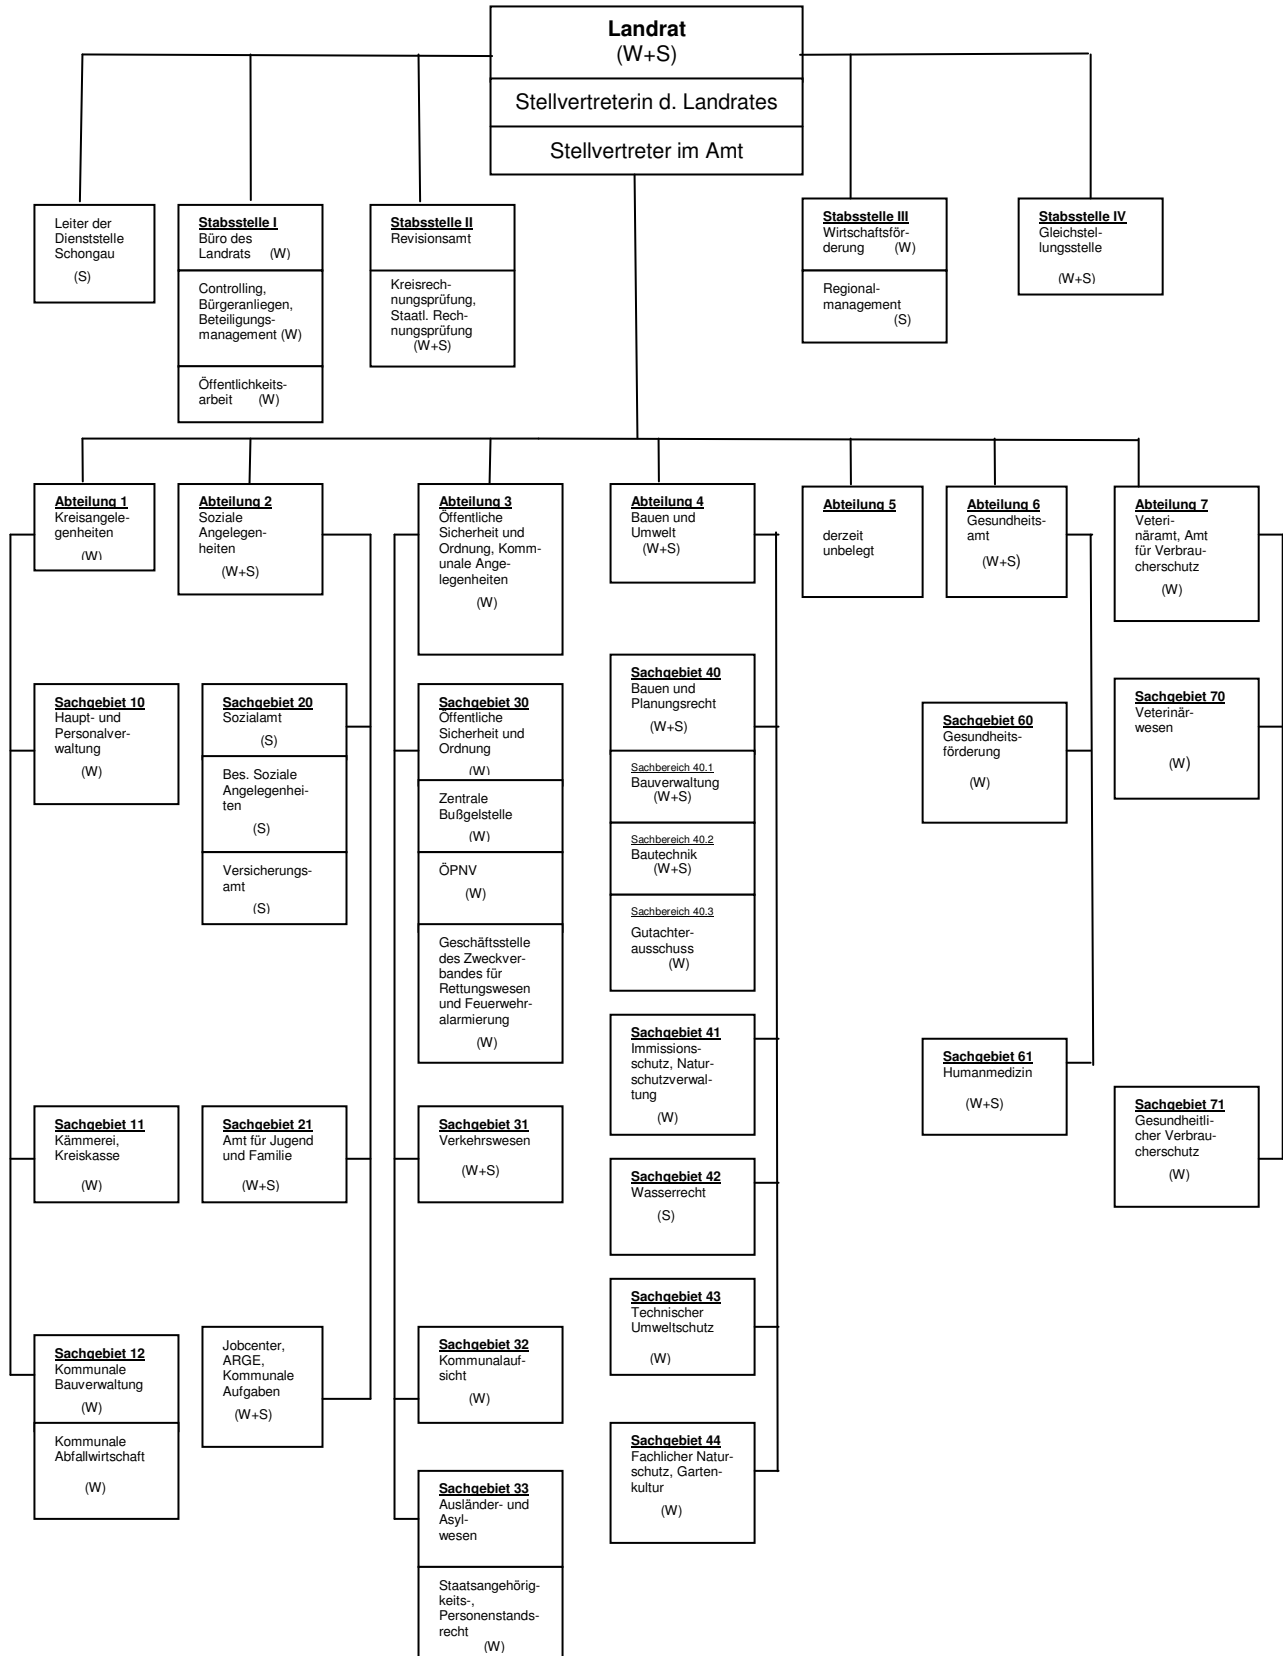 Landrat
(W+S)
Stellvertreterin d. Landrates
Stellvertreter im Amt
Leiter der
Dienststelle
Schongau
(S)
Stabsstelle I
Büro des
Landrats (W)
Controlling,
Bürgeranliegen,
Beteiligungs-
management (W)
Öffentlichkeits-
arbeit (W)
Stabsstelle II
Revisionsamt
Kreisrech-
nungsprüfung,
Staatl. Rech-
nungsprüfung
(W+S)
Stabsstelle III
Wirtschaftsför-
derung (W)
Regional-
management
(S)
Stabsstelle IV
Gleichstel-
lungsstelle
(W+S)
Abteilung 1
Kreisangele-
genheiten
(W)
Abteilung 2
Soziale
Angelegen-
heiten
(W+S)
Abteilung 3
Öffentliche
Sicherheit und
Ordnung, Komm-
unale Ange-
legenheiten
(W)
Abteilung 4
Bauen und
Umwelt
(W+S)
Abteilung 5
derzeit
unbelegt
Abteilung 6
Gesundheits-
amt
(W+S)
Abteilung 7
Veteri-
näramt, Amt
für Verbrau-
cherschutz
(W)
Sachgebiet 10
Haupt- und
Personalver-
waltung
(W)
Sachgebiet 11
Kämmerei,
Kreiskasse
(W)
Sachgebiet 12
Kommunale
Bauverwaltung
(W)
Kommunale
Abfallwirtschaft
(W)
Sachgebiet 20
Sozialamt
(S)
Bes. Soziale
Angelegenhei-
ten
(S)
Versicherungs-
amt
(S)
Sachgebiet 21
Amt für Jugend
und Familie
(W+S)
Jobcenter,
ARGE,
Kommunale
Aufgaben
(W+S)
Sachgebiet 30
Öffentliche
Sicherheit und
Ordnung
(W)
Zentrale
Bußgelstelle
(W)
ÖPNV
(W)
Geschäftsstelle
des Zweckver-
bandes für
Rettungswesen
und Feuerwehr-
alarmierung
(W)
Sachgebiet 31
Verkehrswesen
(W+S)
Sachgebiet 32
Kommunalauf-
sicht
(W)
Sachgebiet 33
Ausländer- und
Asyl-
wesen
Staatsangehörig-
keits-,
Personenstands-
recht
(W)
Sachgebiet 40
Bauen und
Planungsrecht
(W+S)
Sachbereich 40.1
Bauverwaltung
(W+S)
Sachbereich 40.2
Bautechnik
(W+S)
Sachbereich 40.3
Gutachter-
ausschuss
(W)
Sachgebiet 41
Immissions-
schutz, Natur-
schutzverwal-
tung
(W)
Sachgebiet 42
Wasserrecht
(S)
Sachgebiet 43
Technischer
Umweltschutz
(W)
Sachgebiet 44
Fachlicher Natur-
schutz, Garten-
kultur
(W)
Sachgebiet 60
Gesundheits-
förderung
(W)
Sachgebiet 61
Humanmedizin
(W+S)
Sachgebiet 70
Veterinär-
wesen
(W)
Sachgebiet 71
Gesundheitli-
cher Verbrau-
cherschutz
(W)